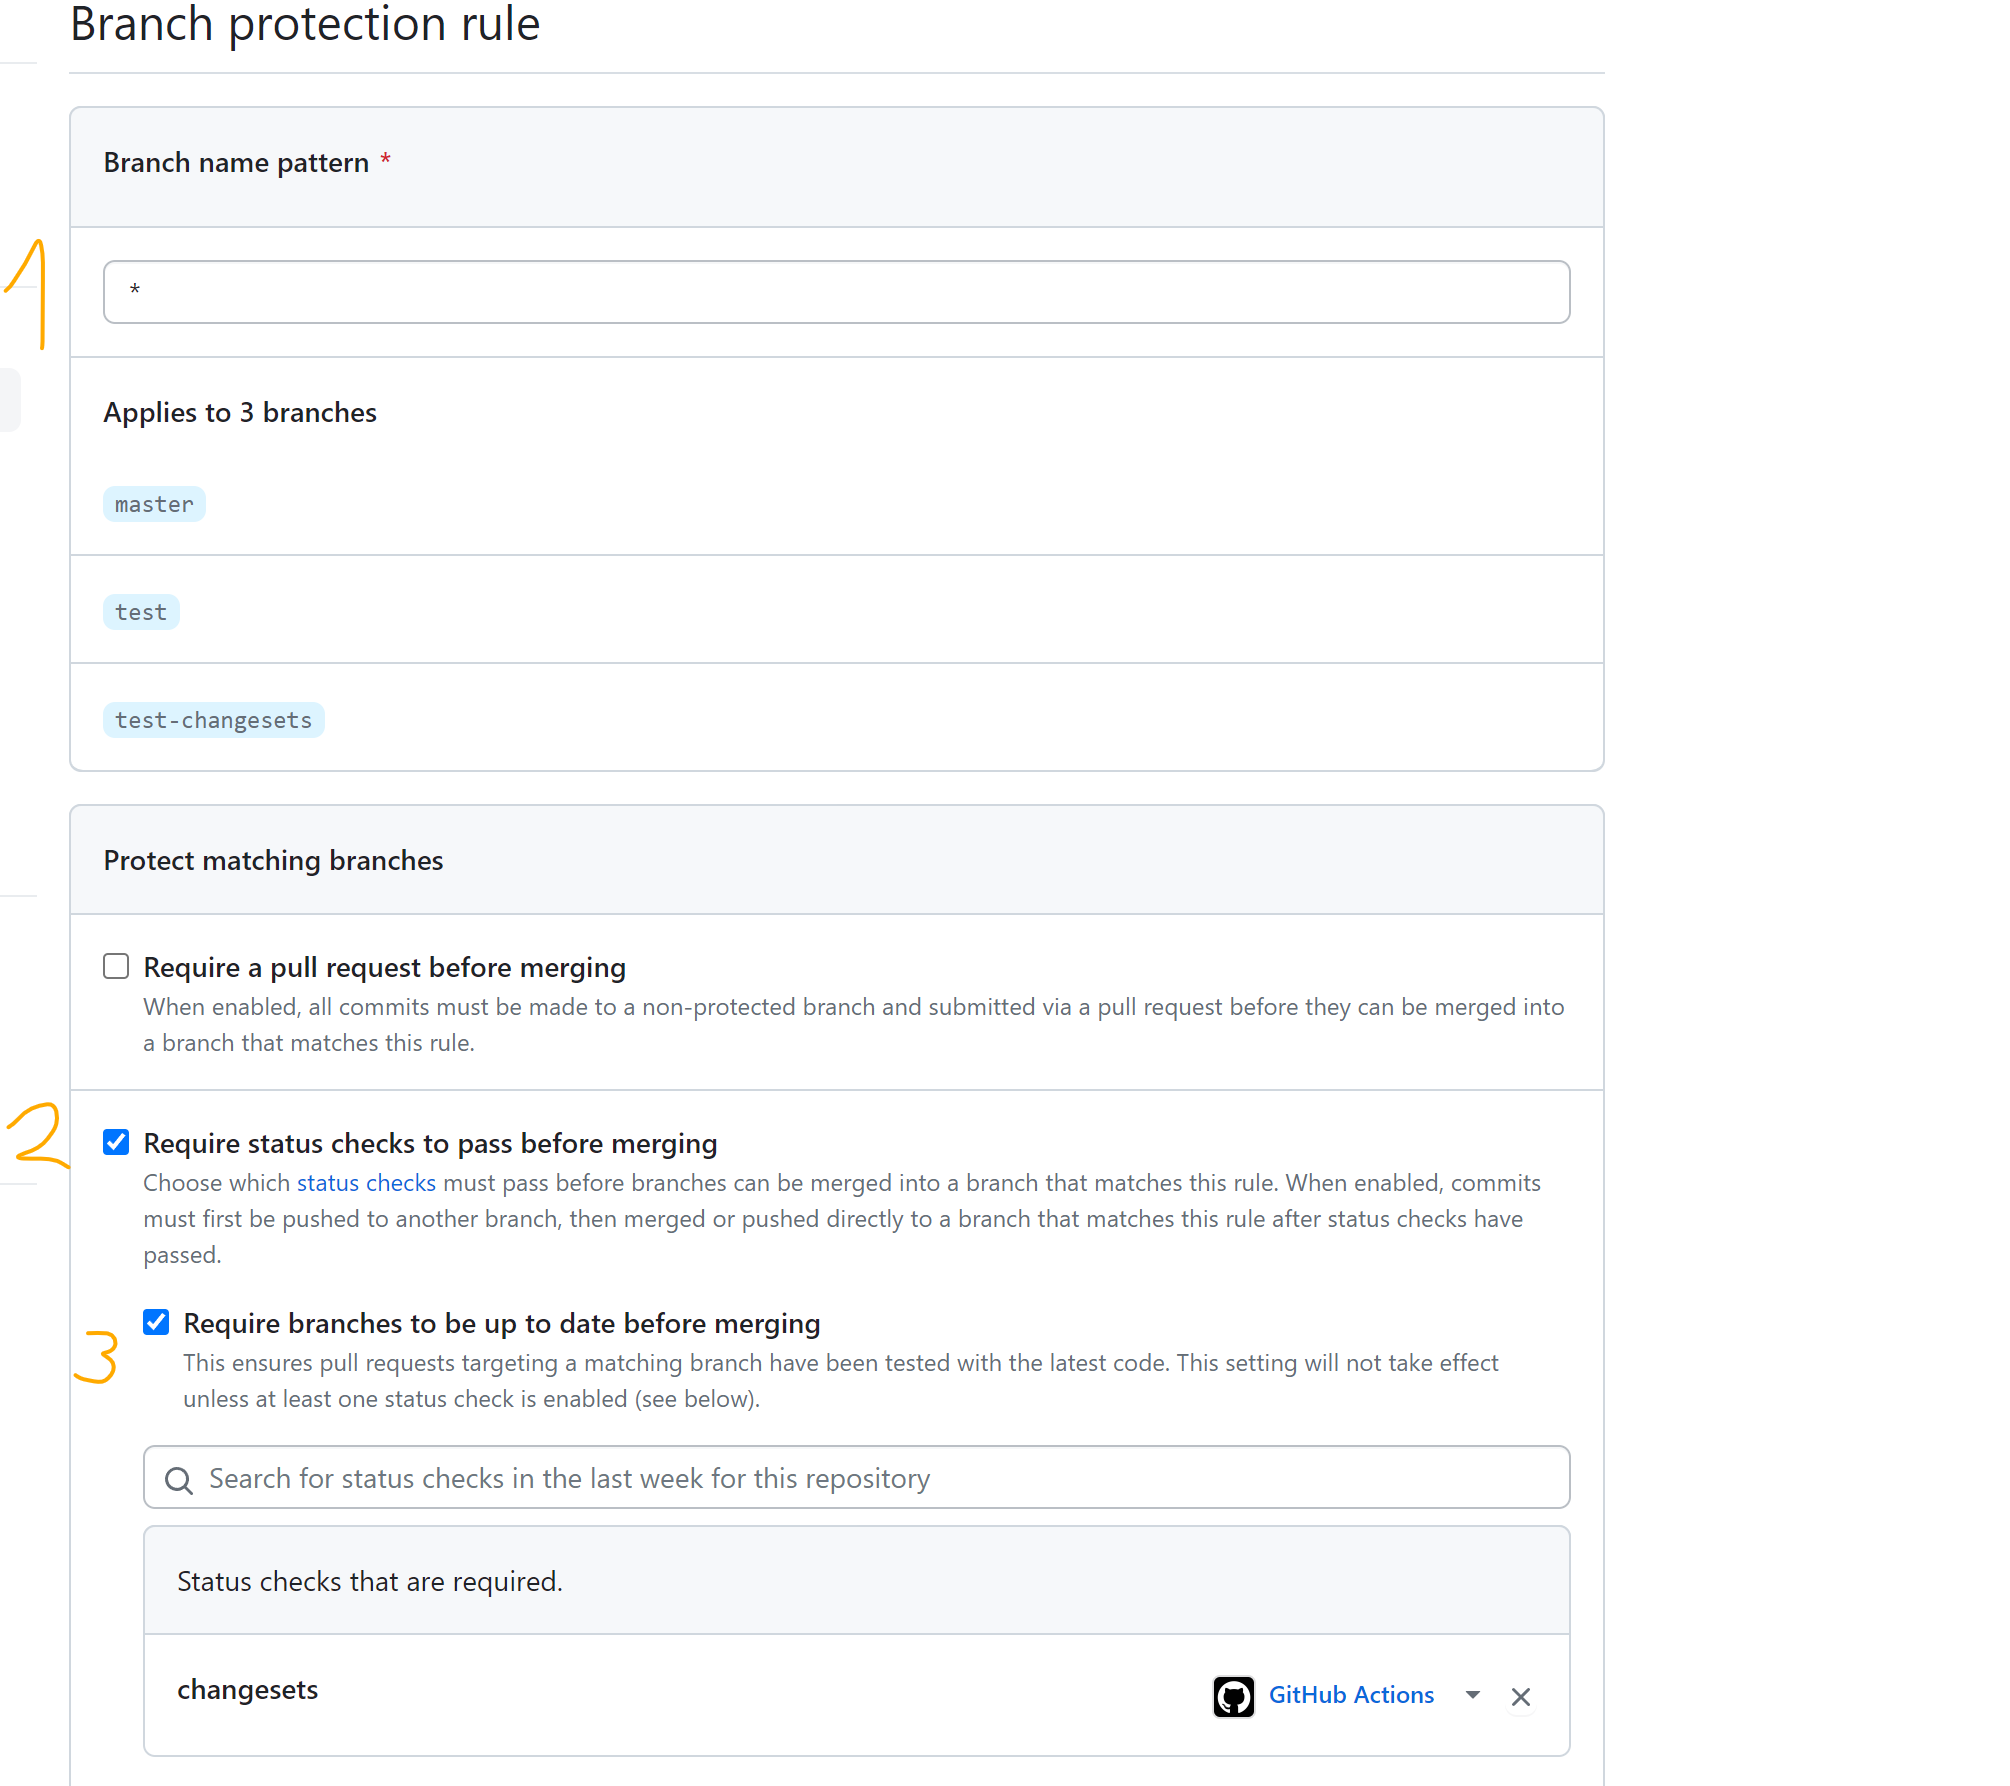 Branch protection rule
Branch name pattern *
1
*
Applies to 3 branches
master
test
test-changesets
Protect matching branches
Require a pull request before merging
When enabled, all commits must be made to a non-protected branch and submitted via a pull request before they can be merged into
a branch that matches this rule.
2
Require status checks to pass before merging
Choose which status checks must pass before branches can be merged into a branch that matches this rule. When enabled, commits
must first be pushed to another branch, then merged or pushed directly to a branch that matches this rule after status checks have
passed.
3
Require branches to be up to date before merging
This ensures pull requests targeting a matching branch have been tested with the latest code. This setting will not take effect
unless at least one status check is enabled (see below).
Search for status checks in the last week for this repository
Status checks that are required.
changesets GitHub Actions